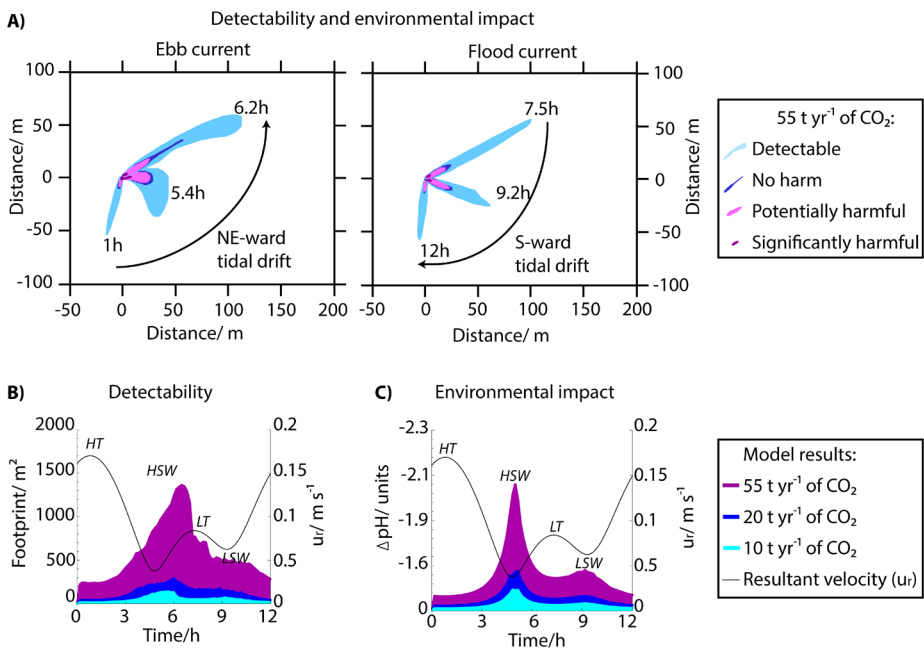 A) Detectability and environmental impact
Ebb current
Flood current
100
50
0
-50
-100
Distance/ m
6.2h
5.4h
1h
NE-ward
tidal drift
-50 0 50 100 150 200
Distance/ m
7.5h
9.2h
12h
S-ward
tidal drift
0 50 100 150 200
Distance/ m
100
50
0
-50
-100
Distance/ m
55 t yr⁻¹ of CO₂:
Detectable
No harm
Potentially harmful
Significantly harmful
B) Detectability
2000
1500
1000
500
0
Footprint/ m²
HT
HSW
LT
LSW
0.2
0.15
0.1
0.05
0
uᵣ/ m s⁻¹
0 3 6 9 12
Time/h
C) Environmental impact
-2.3
-2.1
-1.9
-1.6
-0
ΔpH/ units
HT
HSW
LT
LSW
0.2
0.15
0.1
0.05
0
uᵣ/ m s⁻¹
0 3 6 9 12
Time/h
Model results:
55 t yr⁻¹ of CO₂
20 t yr⁻¹ of CO₂
10 t yr⁻¹ of CO₂
Resultant velocity (uᵣ)